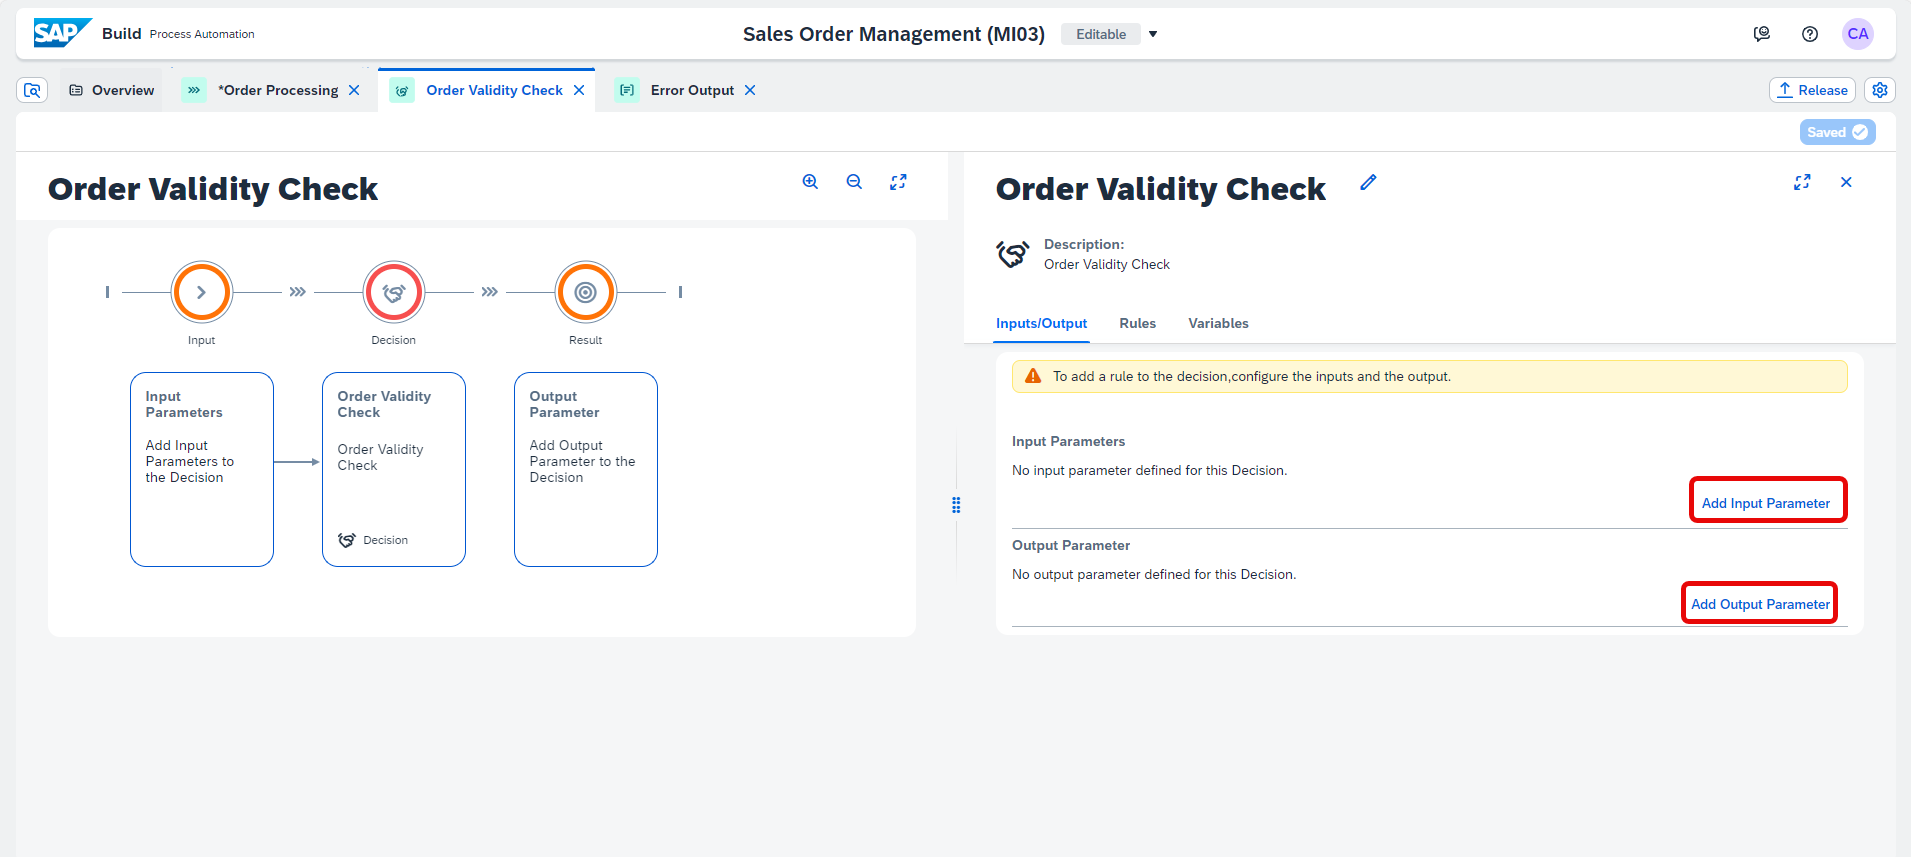 SAP Build Process Automation
Sales Order Management (MI03) Editable
CA
Overview
*Order Processing
Order Validity Check
Error Output
Release
Saved
Order Validity Check
Input
Decision
Result
Input
Parameters
Add Input
Parameters to
the Decision
Order Validity
Check
Order Validity
Check
Decision
Output
Parameter
Add Output
Parameter to the
Decision
Order Validity Check
Description:
Order Validity Check
Inputs/Output Rules Variables
To add a rule to the decision,configure the inputs and the output.
Input Parameters
No input parameter defined for this Decision.
Add Input Parameter
Output Parameter
No output parameter defined for this Decision.
Add Output Parameter